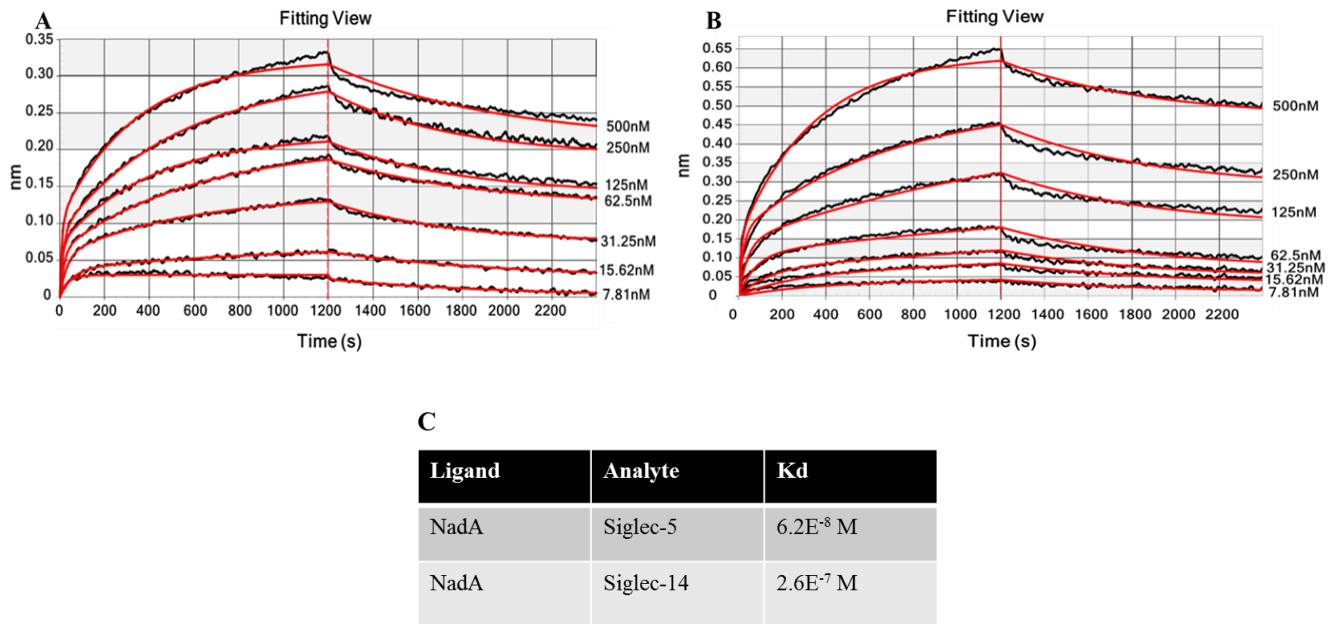 A
Fitting View
0.35
0.30
0.25
0.20
0.15
0.10
0.05
0
nm
0 200 400 600 800 1000 1200 1400 1600 1800 2000 2200
Time (s)
500nM
250nM
125nM
62.5nM
31.25nM
15.62nM
7.81nM
B
Fitting View
0.65
0.60
0.55
0.50
0.45
0.40
0.35
0.30
0.25
0.20
0.15
0.10
0.05
0
nm
0 200 400 600 800 1000 1200 1400 1600 1800 2000 2200
Time (s)
500nM
250nM
125nM
62.5nM
31.25nM
15.62nM
7.81nM
C
Ligand Analyte Kd
NadA Siglec-5 6.2E⁻⁸ M
NadA Siglec-14 2.6E⁻⁷ M